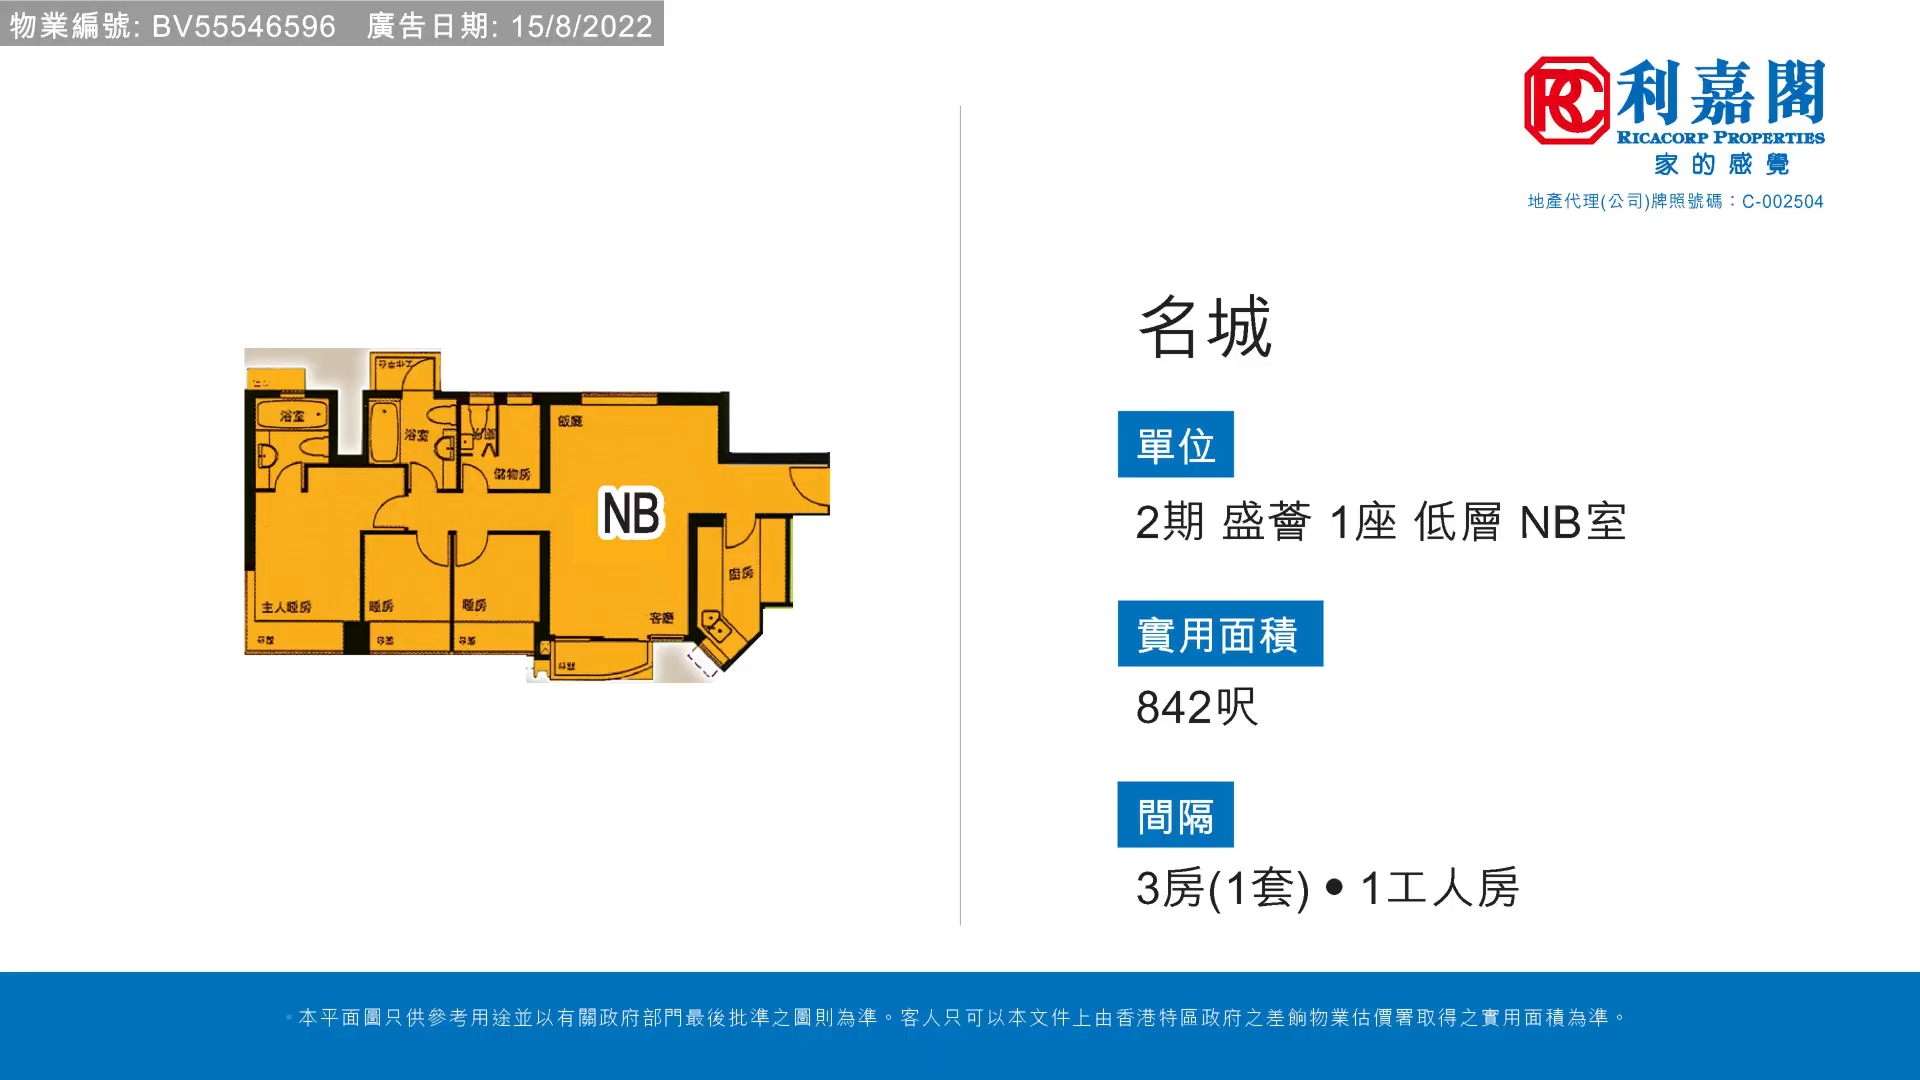 物業編號: BV55546596 廣告日期: 15/8/2022
RC 利嘉閣
RICACORP PROPERTIES
家的感覺
地產代理(公司)牌照號碼：C-002504
名城
單位
2期 盛薈 1座 低層 NB室
實用面積
842呎
間隔
3房(1套) • 1工人房
工作平台
浴室
浴室
飯廳
儲物房
NB
廚房
主人睡房
睡房
睡房
客廳
本平面圖只供參考用途並以有關政府部門最後批準之圖則為準。客人只可以本文件上由香港特區政府之差餉物業估價署取得之實用面積為準。